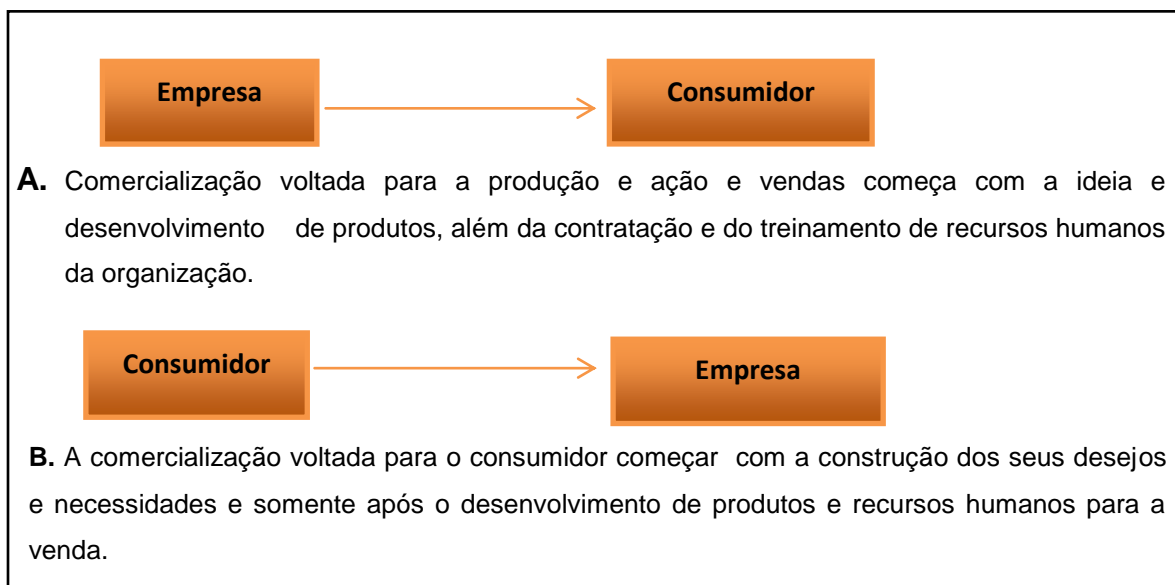 Empresa Consumidor
A. Comercialização voltada para a produção e ação e vendas começa com a ideia e
desenvolvimento de produtos, além da contratação e do treinamento de recursos humanos
da organização.
Consumidor Empresa
B. A comercialização voltada para o consumidor começar com a construção dos seus desejos
e necessidades e somente após o desenvolvimento de produtos e recursos humanos para a
venda.